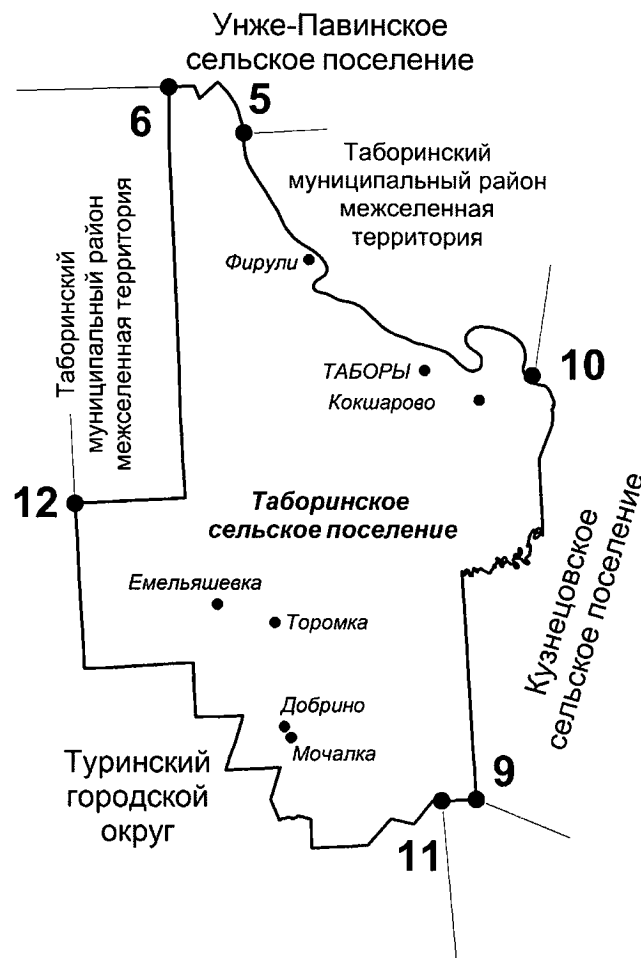 Унже-Павинское
сельское поселение
6
5
Таборинский
муниципальный район
межселенная
территория
Таборинский
муниципальный район
межселенная территория
Фирули
ТАБОРЫ
10
Кокшарово
12
Таборинское
сельское поселение
Кузнецовское
сельское поселение
Емельяшевка
Торомка
Добрино
Мочалка
Туринский
городской
округ
9
11